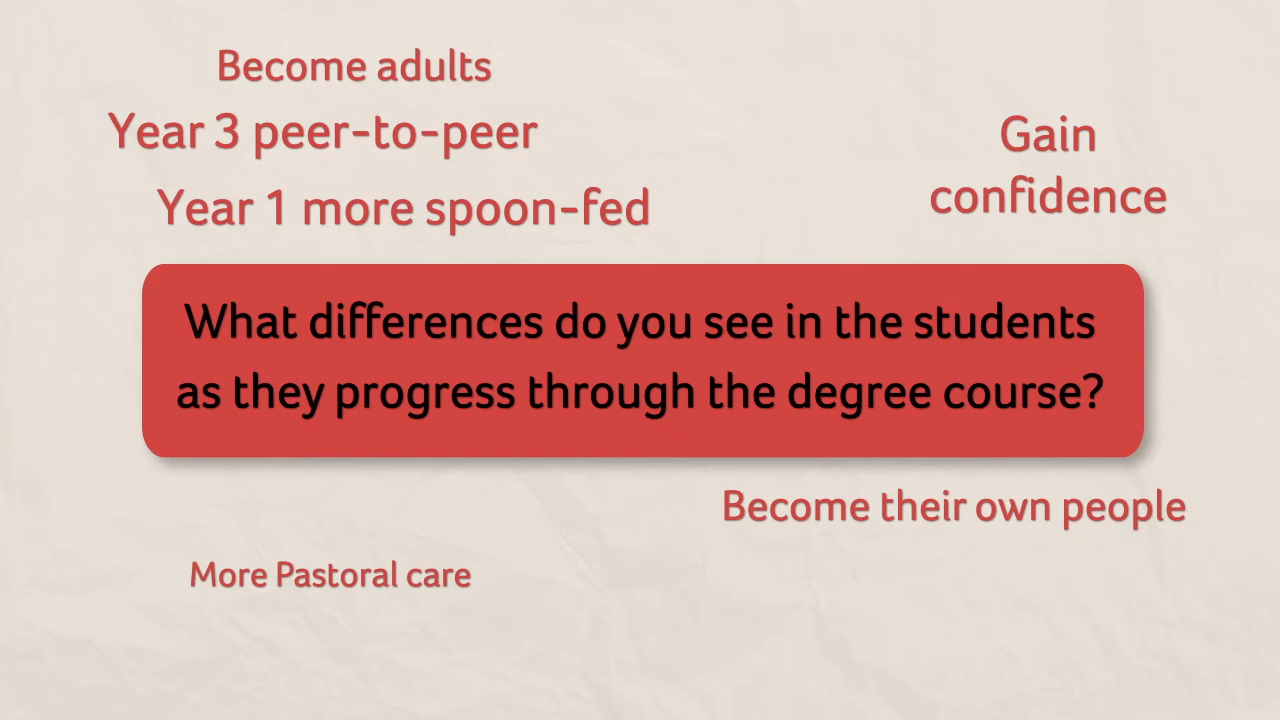 Become adults
Year 3 peer-to-peer
Year 1 more spoon-fed
Gain
confidence
What differences do you see in the students
as they progress through the degree course?
Become their own people
More Pastoral care